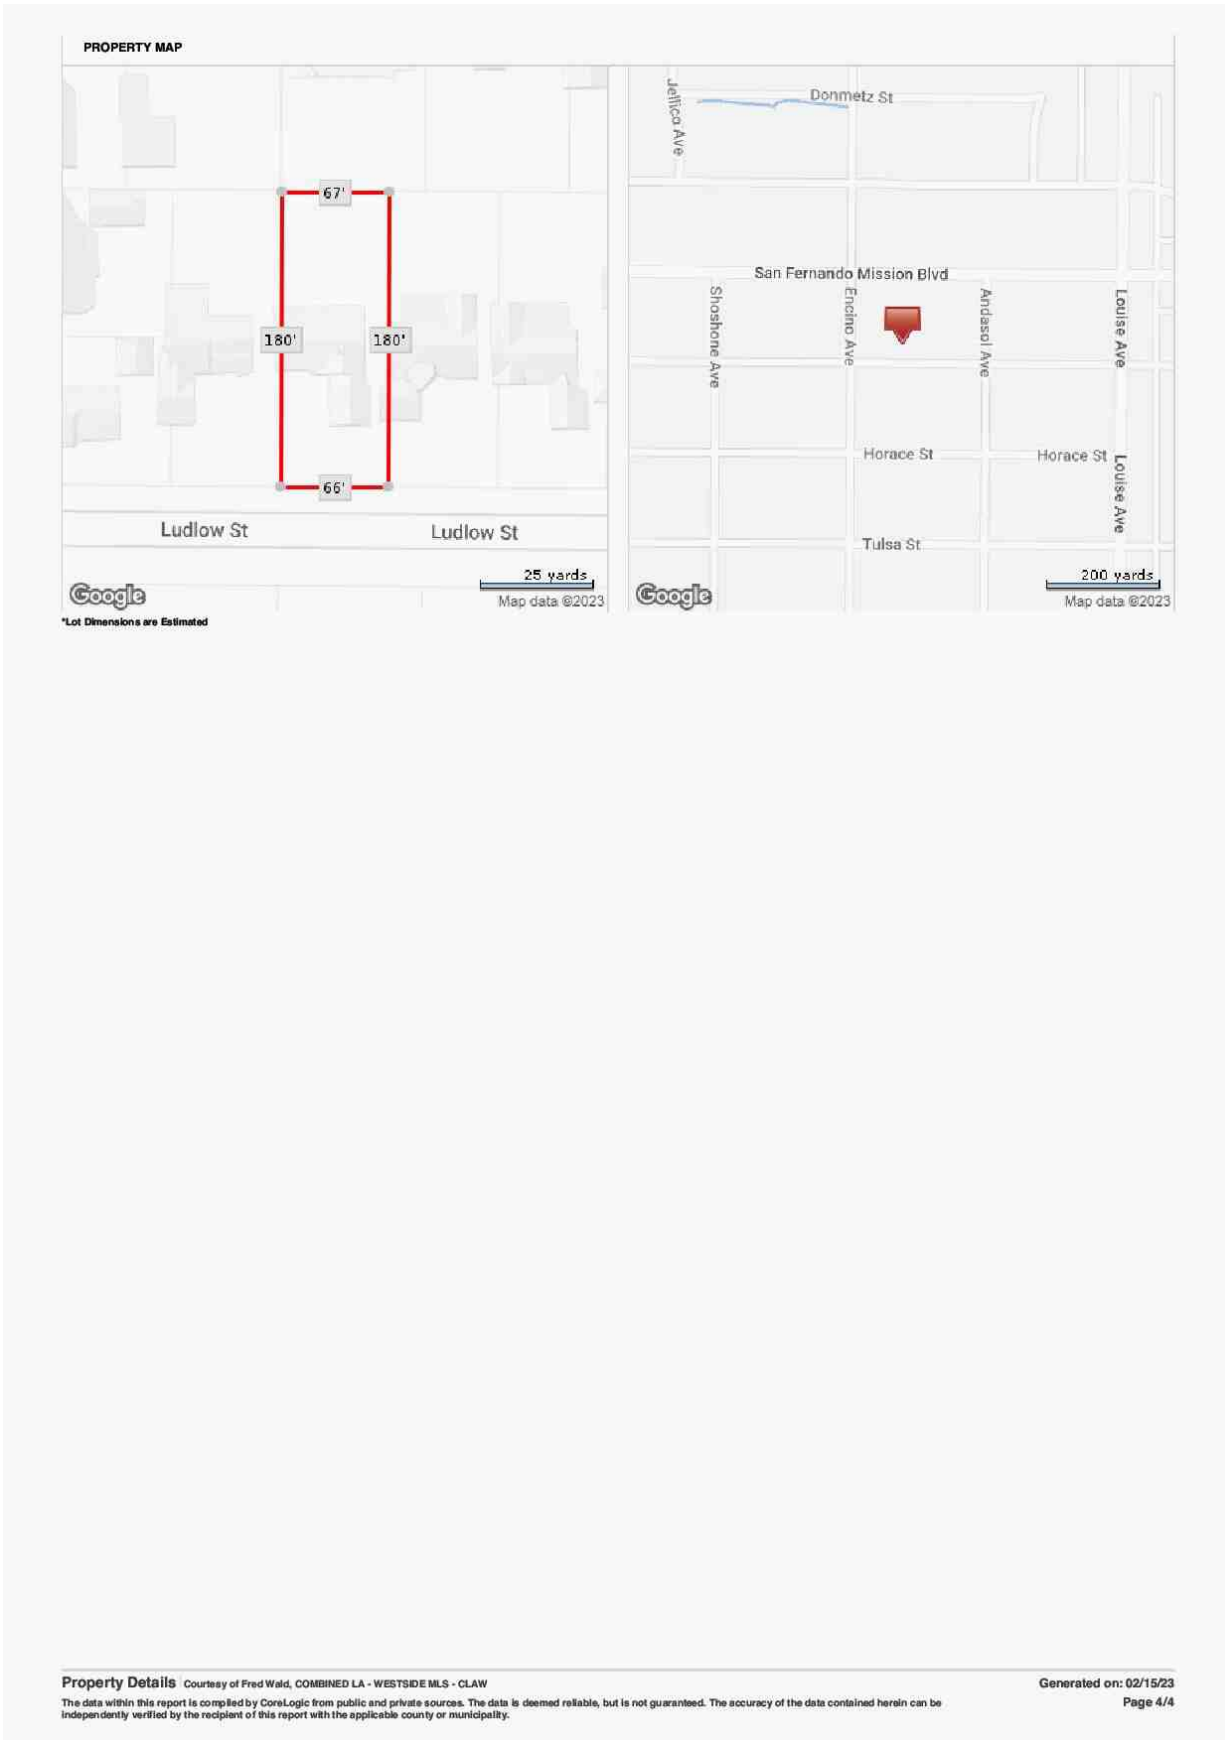 PROPERTY MAP
67'
180'
180'
66'
Ludlow St
Ludlow St
25 yards
Google
Map data ©2023
Jellico Ave
Donmetz St
San Fernando Mission Blvd
Shoshone Ave
Encino Ave
Andasol Ave
Louise Ave
Horace St
Horace St
Louise Ave
Tulsa St
200 yards
Google
Map data ©2023
*Lot Dimensions are Estimated
Property Details Courtesy of Fred Wald, COMBINED LA - WESTSIDE MLS - CLAW
Generated on: 02/15/23
The data within this report is compiled by CoreLogic from public and private sources. The data is deemed reliable, but is not guaranteed. The accuracy of the data contained herein can be
independently verified by the recipient of this report with the applicable county or municipality.
Page 4/4